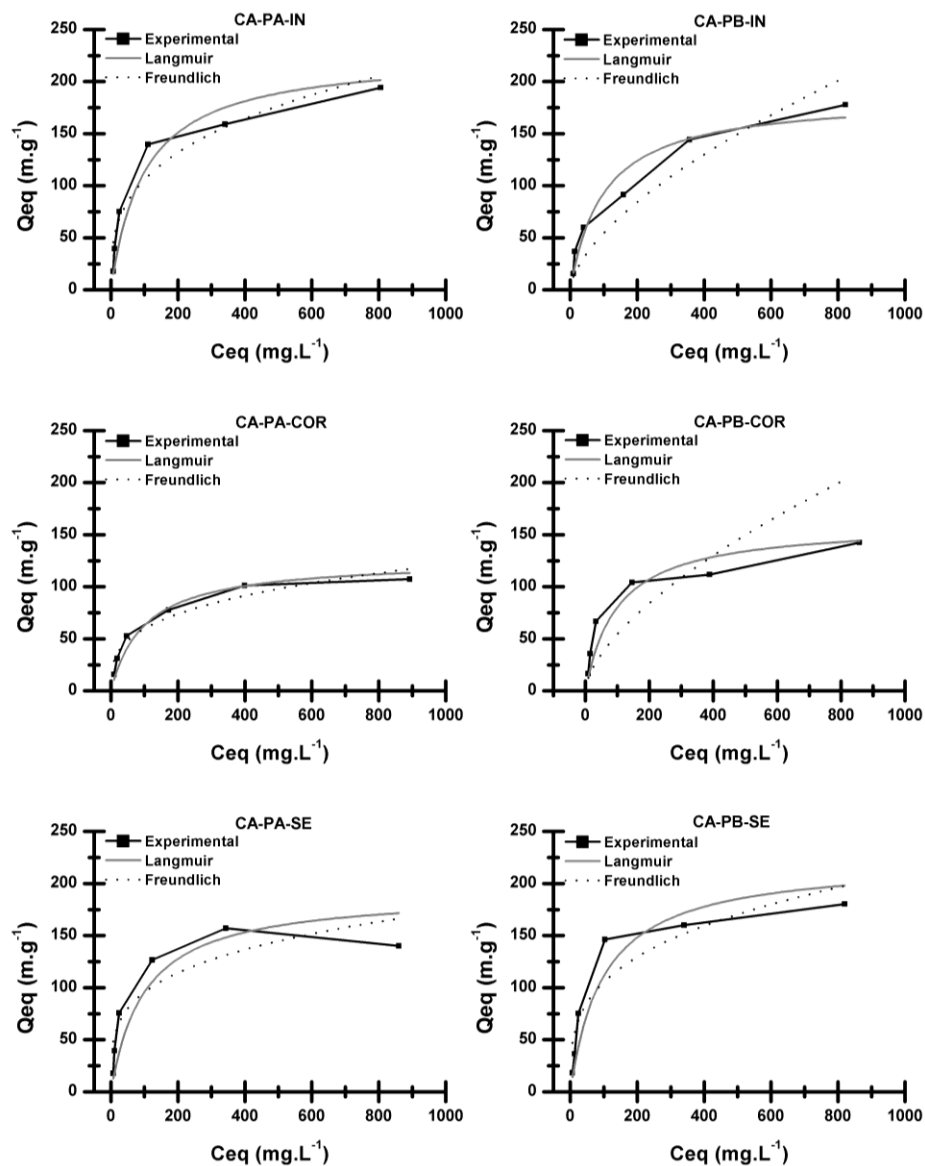 CA-PA-IN
Experimental
Langmuir
Freundlich
250
200
150
100
50
0
Qeq (m.g⁻¹)
0 200 400 600 800 1000
Ceq (mg.L⁻¹)
CA-PB-IN
Experimental
Langmuir
Freundlich
250
200
150
100
50
0
Qeq (m.g⁻¹)
0 200 400 600 800 1000
Ceq (mg.L⁻¹)
CA-PA-COR
Experimental
Langmuir
Freundlich
250
200
150
100
50
0
Qeq (m.g⁻¹)
0 200 400 600 800 1000
Ceq (mg.L⁻¹)
CA-PB-COR
Experimental
Langmuir
Freundlich
250
200
150
100
50
0
Qeq (m.g⁻¹)
0 200 400 600 800 1000
Ceq (mg.L⁻¹)
CA-PA-SE
Experimental
Langmuir
Freundlich
250
200
150
100
50
0
Qeq (m.g⁻¹)
0 200 400 600 800 1000
Ceq (mg.L⁻¹)
CA-PB-SE
Experimental
Langmuir
Freundlich
250
200
150
100
50
0
Qeq (m.g⁻¹)
0 200 400 600 800 1000
Ceq (mg.L⁻¹)